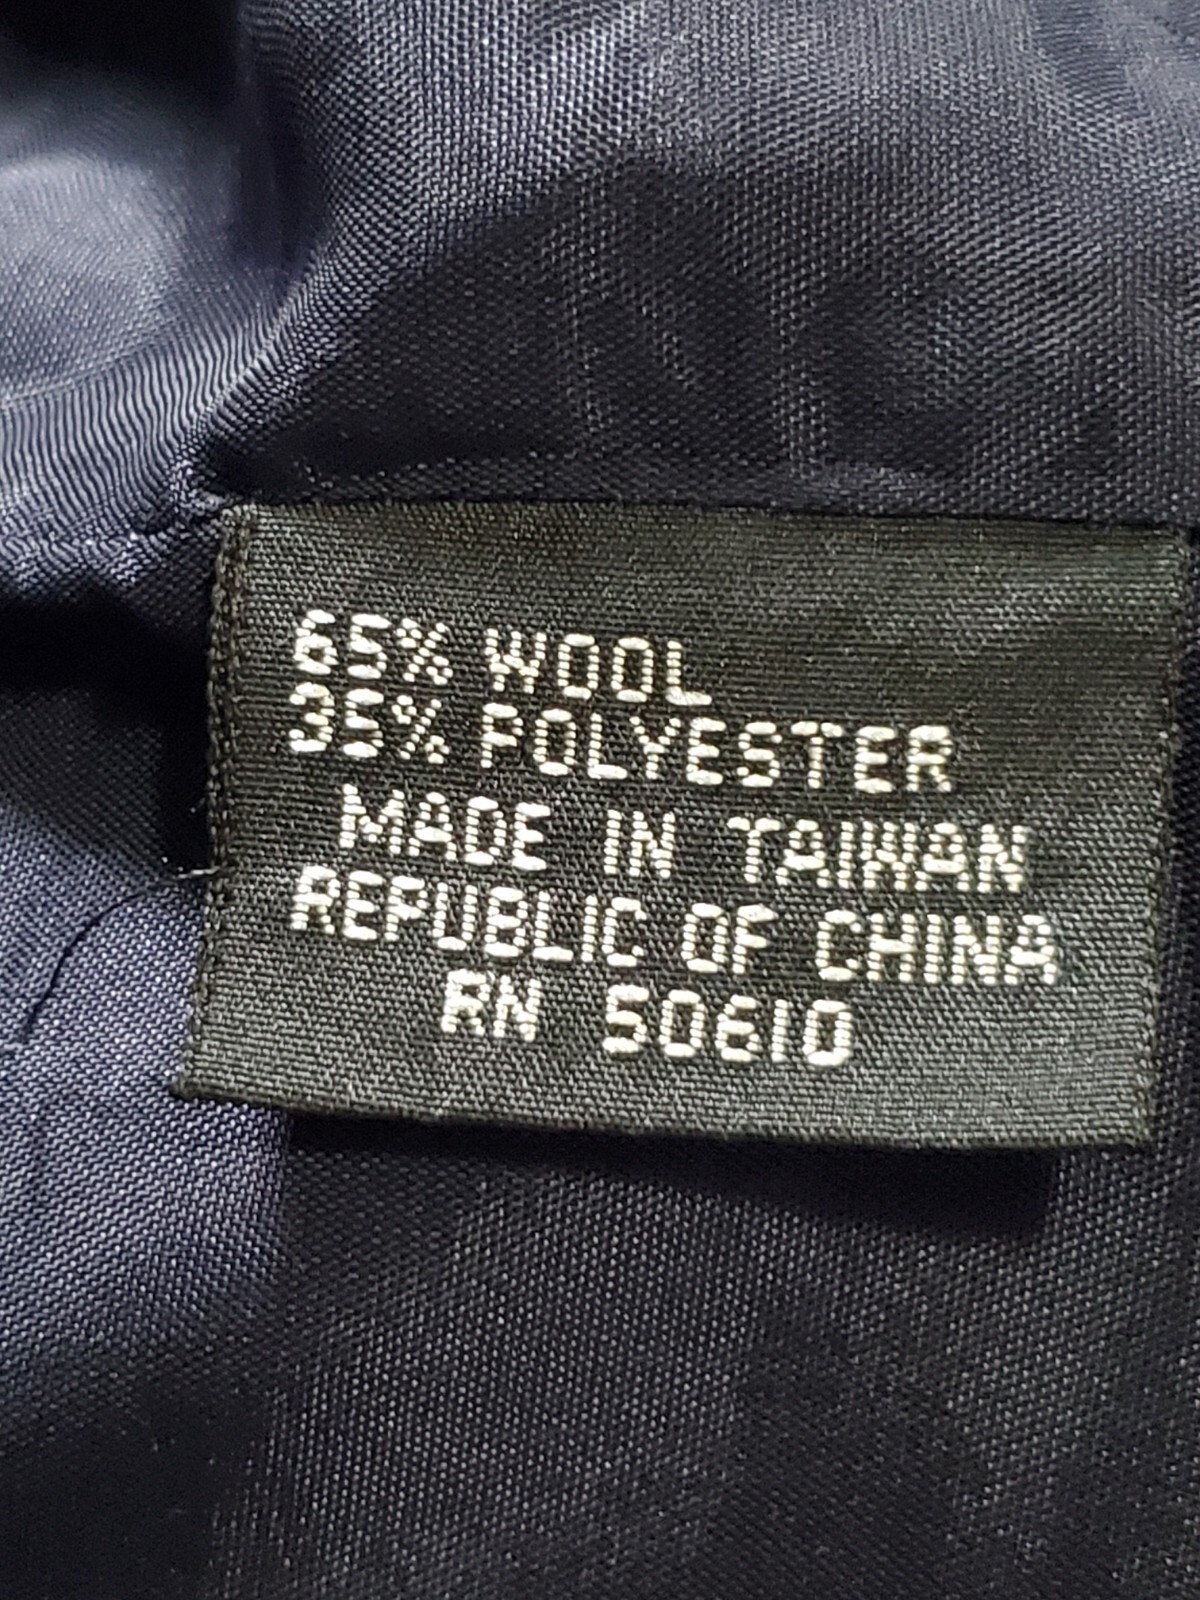 65% WOOL
35% POLYESTER
MADE IN TAIWAN
REPUBLIC OF CHINA
RN 50610